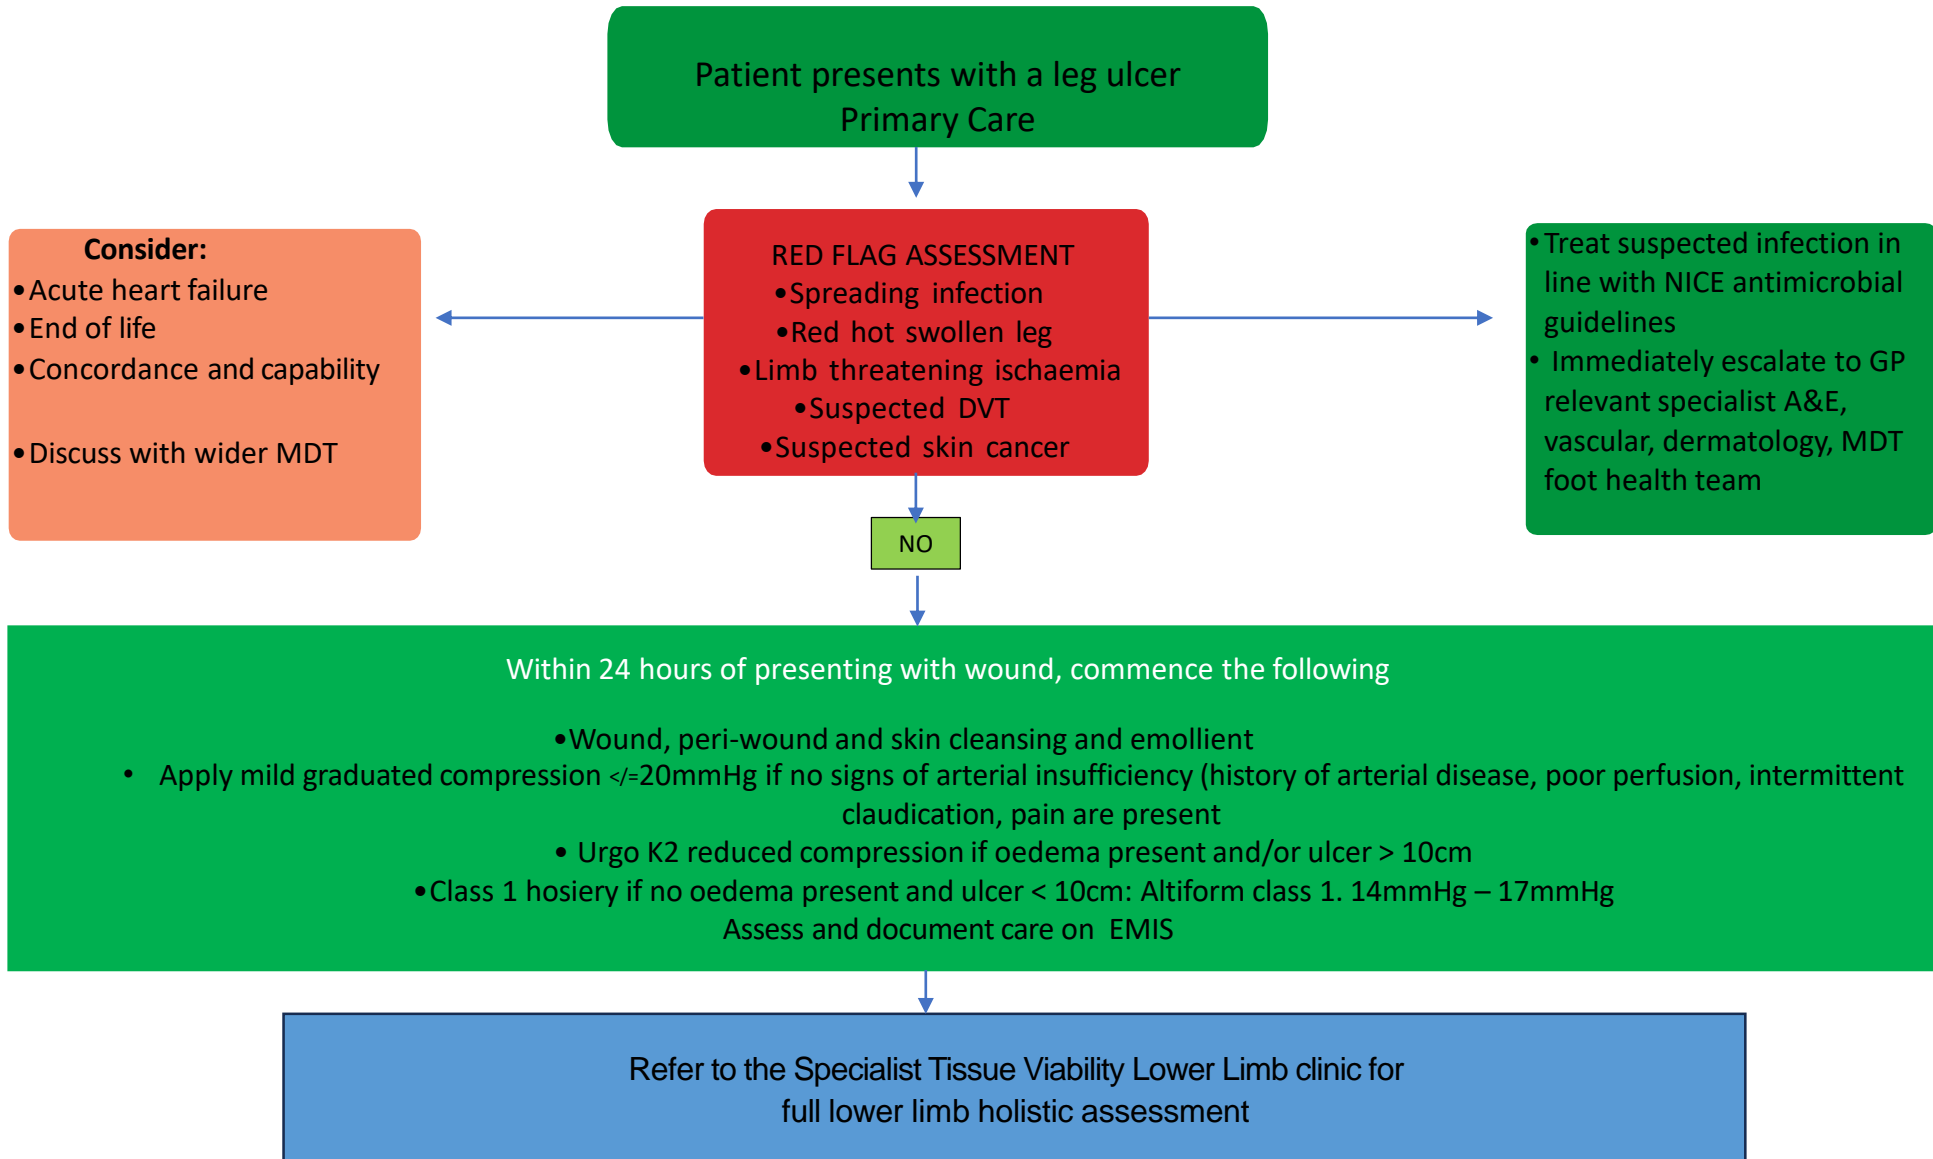 Patient presents with a leg ulcer
Primary Care
Consider:
•Acute heart failure
•End of life
•Concordance and capability
•Discuss with wider MDT
RED FLAG ASSESSMENT
•Spreading infection
•Red hot swollen leg
•Limb threatening ischaemia
•Suspected DVT
•Suspected skin cancer
•Treat suspected infection in
line with NICE antimicrobial
guidelines
• Immediately escalate to GP
relevant specialist A&E,
vascular, dermatology, MDT
foot health team
NO
Within 24 hours of presenting with wound, commence the following
•Wound, peri-wound and skin cleansing and emollient
• Apply mild graduated compression </=20mmHg if no signs of arterial insufficiency (history of arterial disease, poor perfusion, intermittent
claudication, pain are present
• Urgo K2 reduced compression if oedema present and/or ulcer > 10cm
•Class 1 hosiery if no oedema present and ulcer < 10cm: Altiform class 1. 14mmHg – 17mmHg
Assess and document care on EMIS
Refer to the Specialist Tissue Viability Lower Limb clinic for
full lower limb holistic assessment